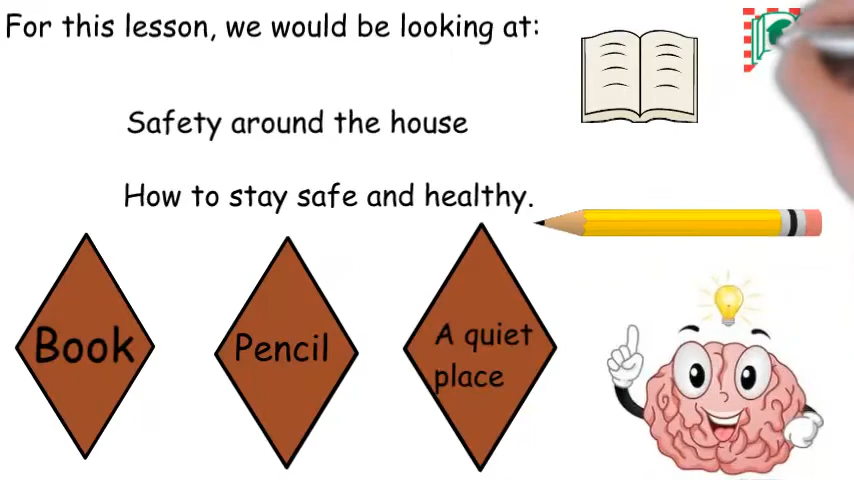 For this lesson, we would be looking at:
Safety around the house
How to stay safe and healthy.
Book
Pencil
A quiet
place